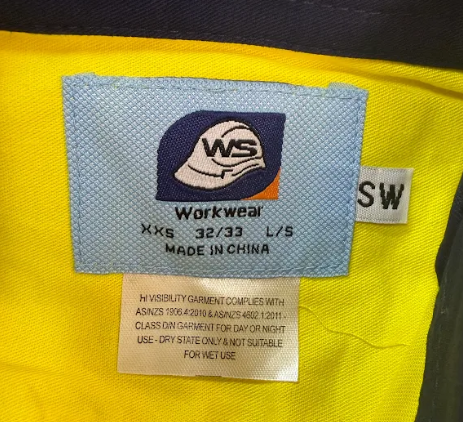 WS
Workwear
XXS 32/33 L/S
MADE IN CHINA
SW
HI VISIBILITY GARMENT COMPLIES WITH
AS/NZS 1906.4:2010 & AS/NZS 4602.1:2011 -
CLASS D/N GARMENT FOR DAY OR NIGHT
USE - DRY STATE ONLY & NOT SUITABLE
FOR WET USE